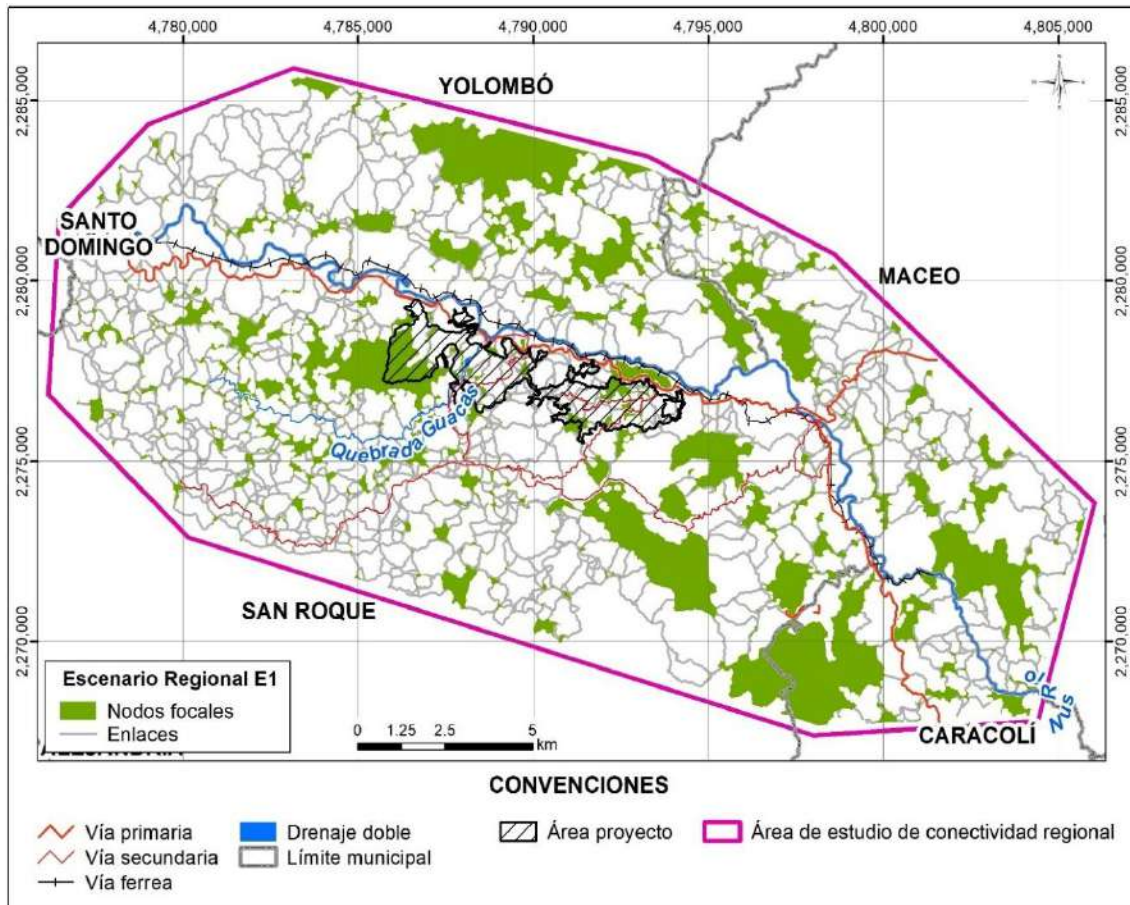 4,780,000 4,785,000 4,790,000 4,795,000 4,800,000 4,805,000
2,285,000
2,285,000
YOLOMBÓ
SANTO
DOMINGO
MACEO
2,280,000
2,280,000
Quebrada Guacas
2,275,000
2,275,000
SAN ROQUE
2,270,000
2,270,000
Escenario Regional E1
Nodos focales
Enlaces
0 1.25 2.5 5
km
Río
Nus
CARACOLÍ
CONVENCIONES
Vía primaria
Vía secundaria
Vía ferrea
Drenaje doble
Límite municipal
Área proyecto
Área de estudio de conectividad regional